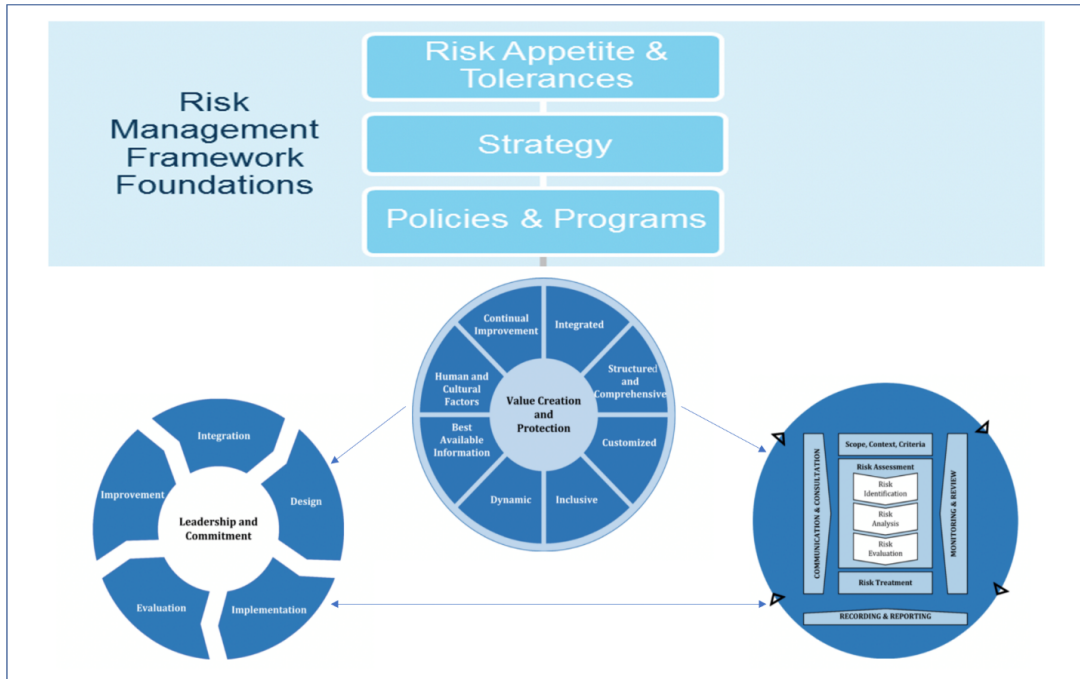 Risk
Management
Framework
Foundations
Risk Appetite &
Tolerances
Strategy
Policies & Programs
Continual
Improvement
Integrated
Structured
and
Comprehensive
Customized
Inclusive
Dynamic
Best
Available
Information
Human and
Cultural
Factors
Value Creation
and
Protection
Integration
Design
Implementation
Evaluation
Improvement
Leadership and
Commitment
COMMUNICATION & CONSULTATION
Scope, Context, Criteria
Risk Assessment
Risk
Identification
Risk
Analysis
Risk
Evaluation
Risk Treatment
MONITORING & REVIEW
RECORDING & REPORTING